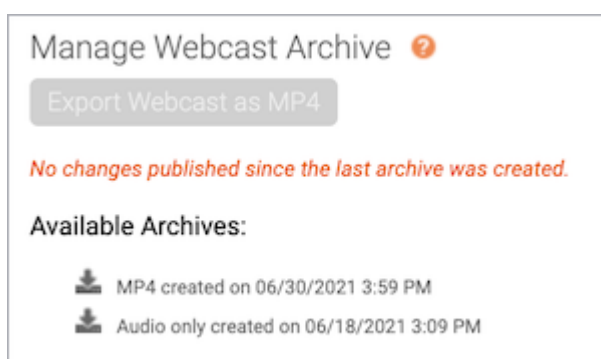 Manage Webcast Archive ?
Export Webcast as MP4
No changes published since the last archive was created.
Available Archives:
MP4 created on 06/30/2021 3:59 PM
Audio only created on 06/18/2021 3:09 PM